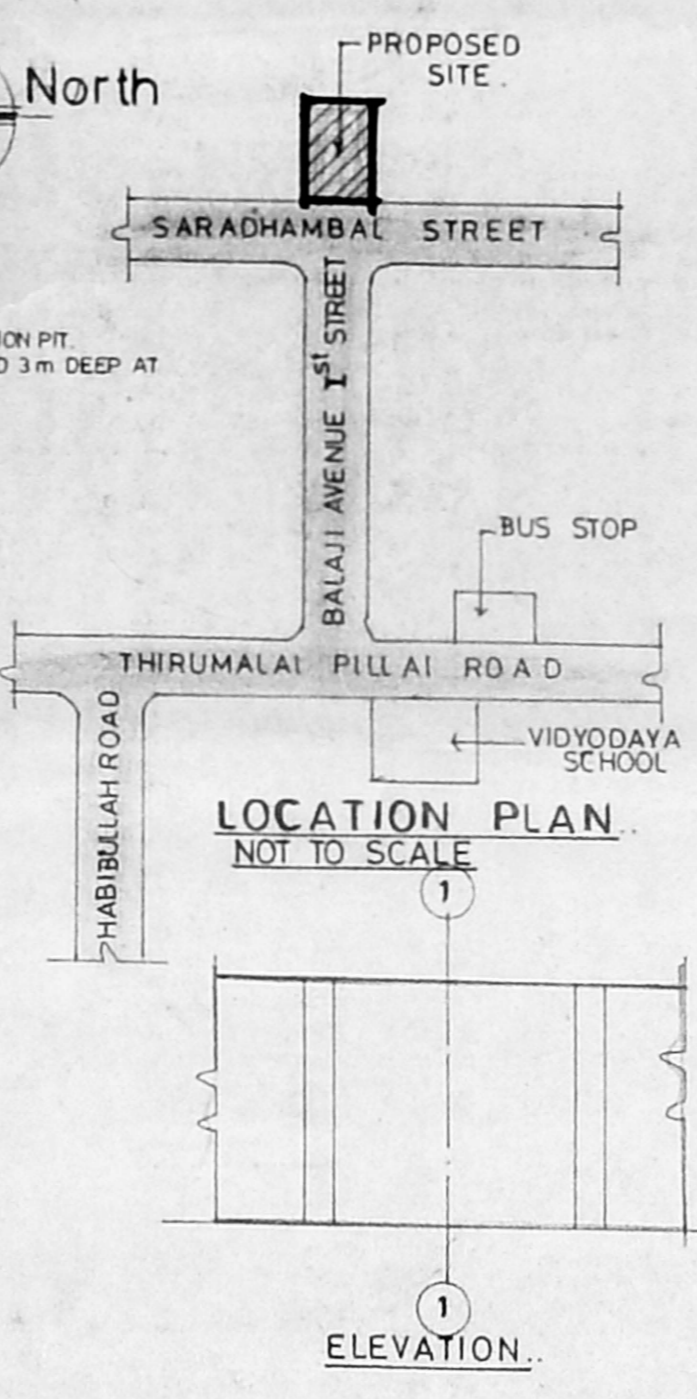 PROPOSED
SITE.
North
SARADHAMBAL STREET
ION PIT.
3m DEEP AT
BALAJI AVENUE Ist STREET
BUS STOP
THIRUMALAI PILLAI ROAD
VIDYODAYA
SCHOOL
HABIBULLAH ROAD
LOCATION PLAN..
NOT TO SCALE
1
1
ELEVATION..